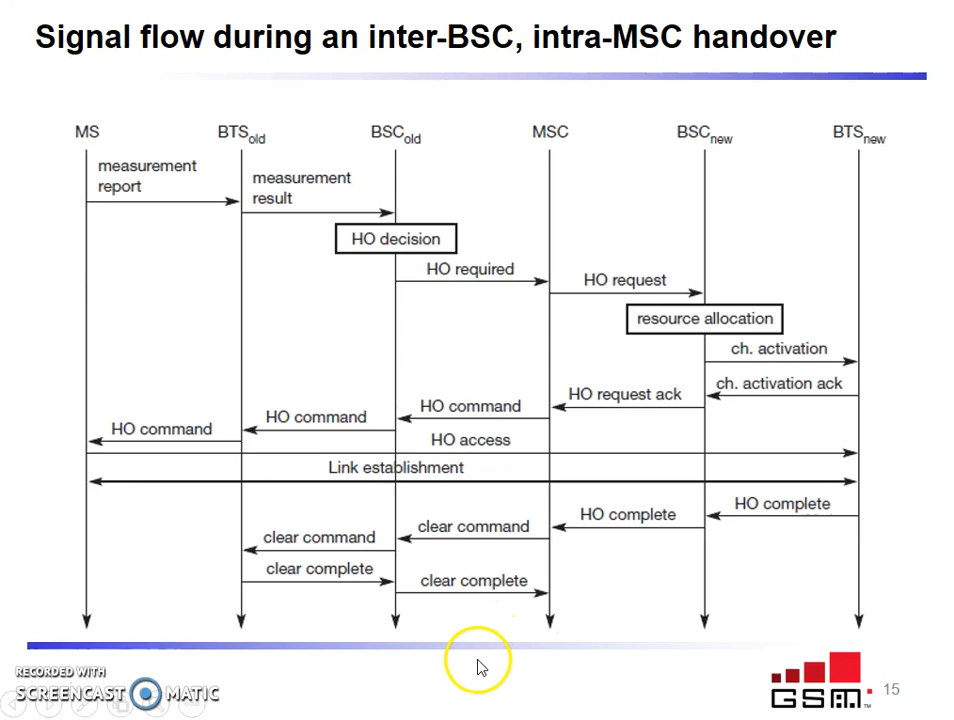 Signal flow during an inter-BSC, intra-MSC handover
MS BTSold BSCold MSC BSCnew BTSnew
measurement
report
measurement
result
HO decision
HO required
HO request
resource allocation
ch. activation
ch. activation ack
HO request ack
HO command
HO command
HO command
HO access
Link establishment
HO complete
HO complete
clear command
clear command
clear complete
clear complete
RECORDED WITH
SCREENCAST MATIC
GSM™
15